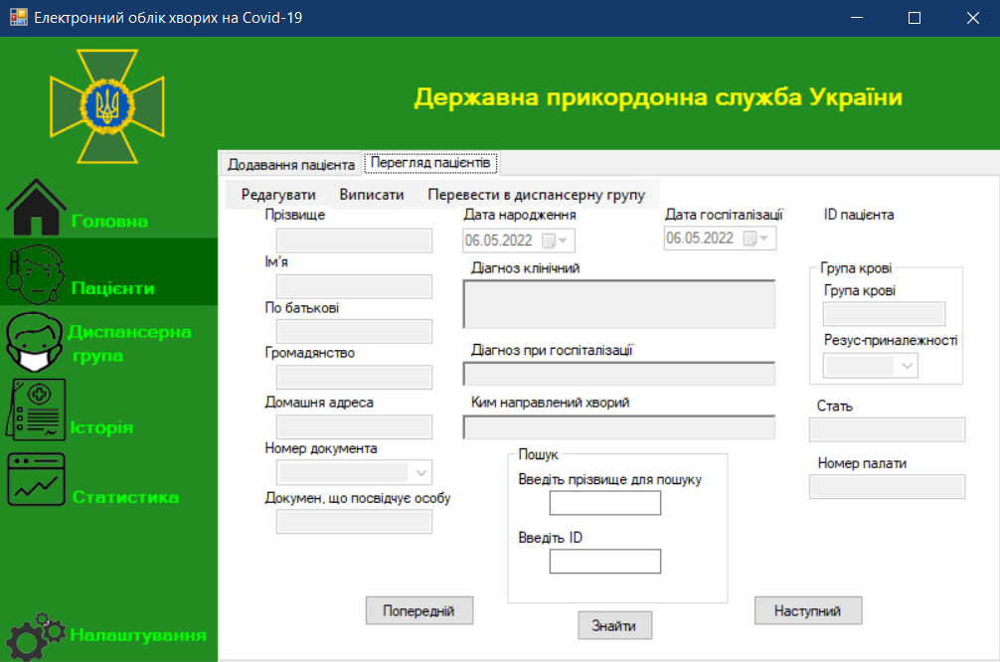 Електронний облік хворих на Covid-19
Державна прикордонна служба України
Головна
Пацієнти
Диспансерна
група
Історія
Статистика
Налаштування
Додавання пацієнта
Перегляд пацієнтів
Редагувати Виписати Перевести в диспансерну групу
Прізвище
Ім'я
По батькові
Громадянство
Домашня адреса
Номер документа
Докумен, що посвідчує особу
Дата народження
06.05.2022
Дата госпіталізації
06.05.2022
ID пацієнта
Діагноз клінічний
Діагноз при госпіталізації
Ким направлений хворий
Група крові
Група крові
Резус-приналежності
Стать
Номер палати
Пошук
Введіть прізвище для пошуку
Введіть ID
Попередній
Знайти
Наступний